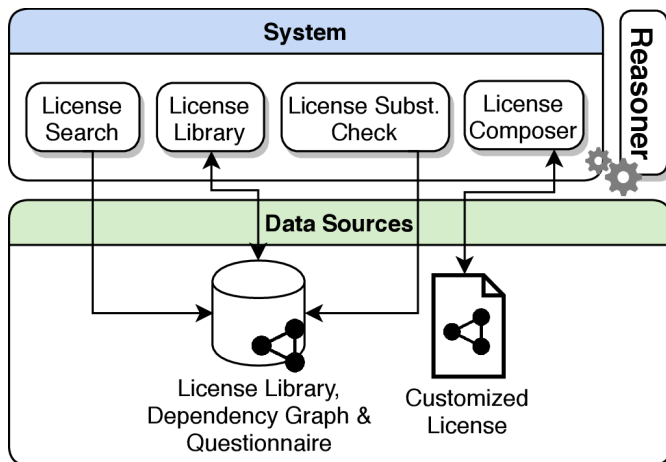 System
Reasoner
License
Search
License
Library
License Subst.
Check
License
Composer
Data Sources
License Library,
Dependency Graph &
Questionnaire
Customized
License